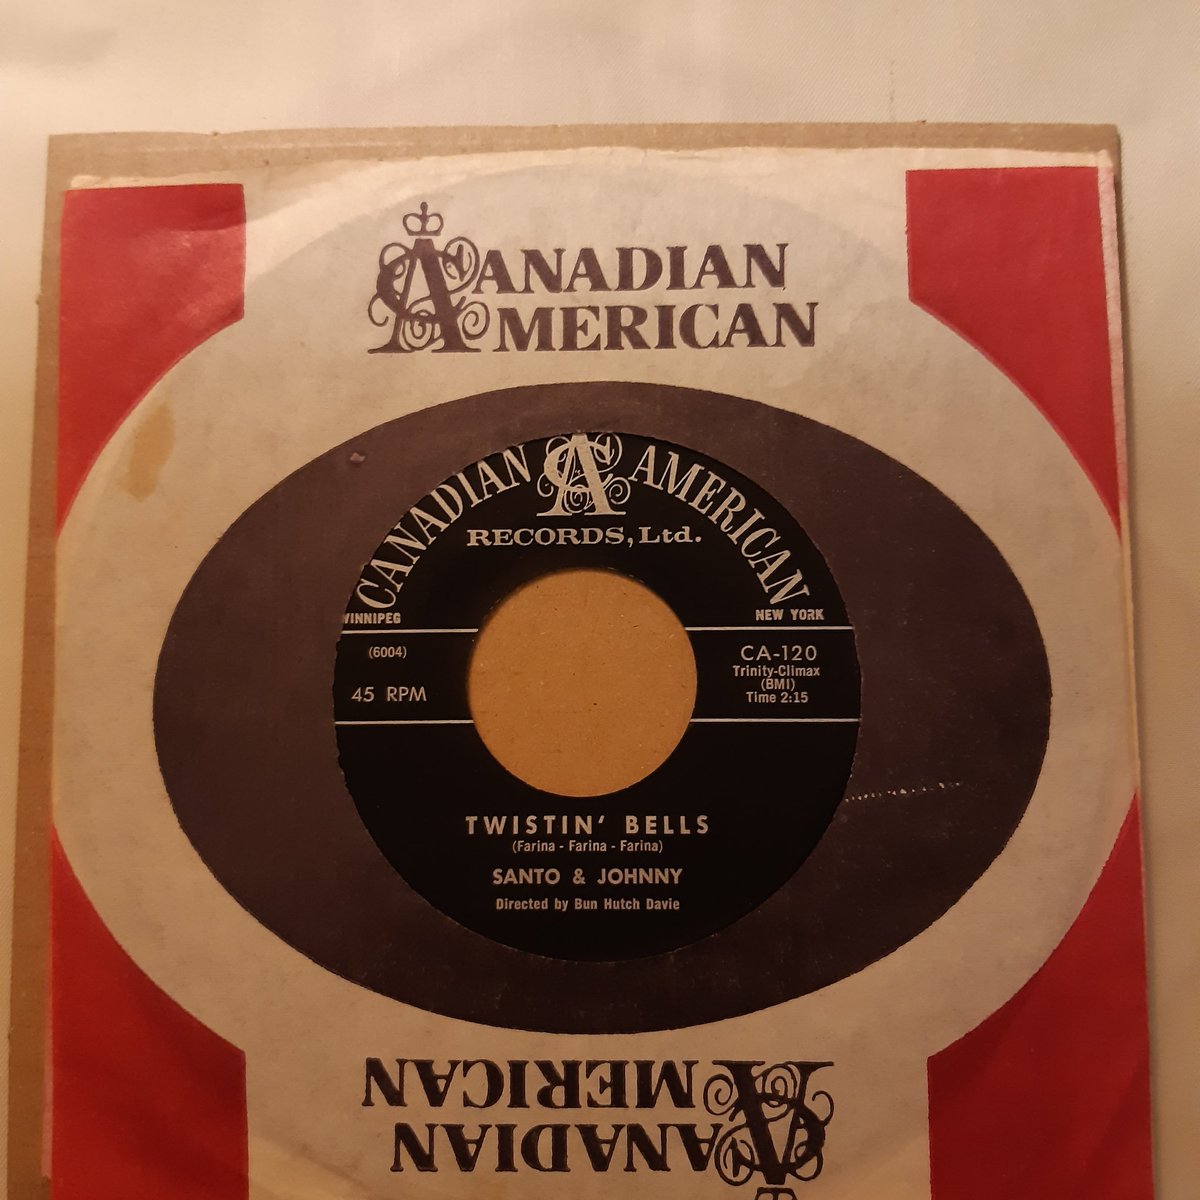 CANADIAN
AMERICAN
CANADIAN CA AMERICAN
RECORDS, Ltd.
WINNIPEG
NEW YORK
(6004)
45 RPM
CA-120
Trinity-Climax
(BMI)
Time 2:15
TWISTIN' BELLS
(Farina - Farina - Farina)
SANTO & JOHNNY
Directed by Bun Hutch Davie
CANADIAN
AMERICAN